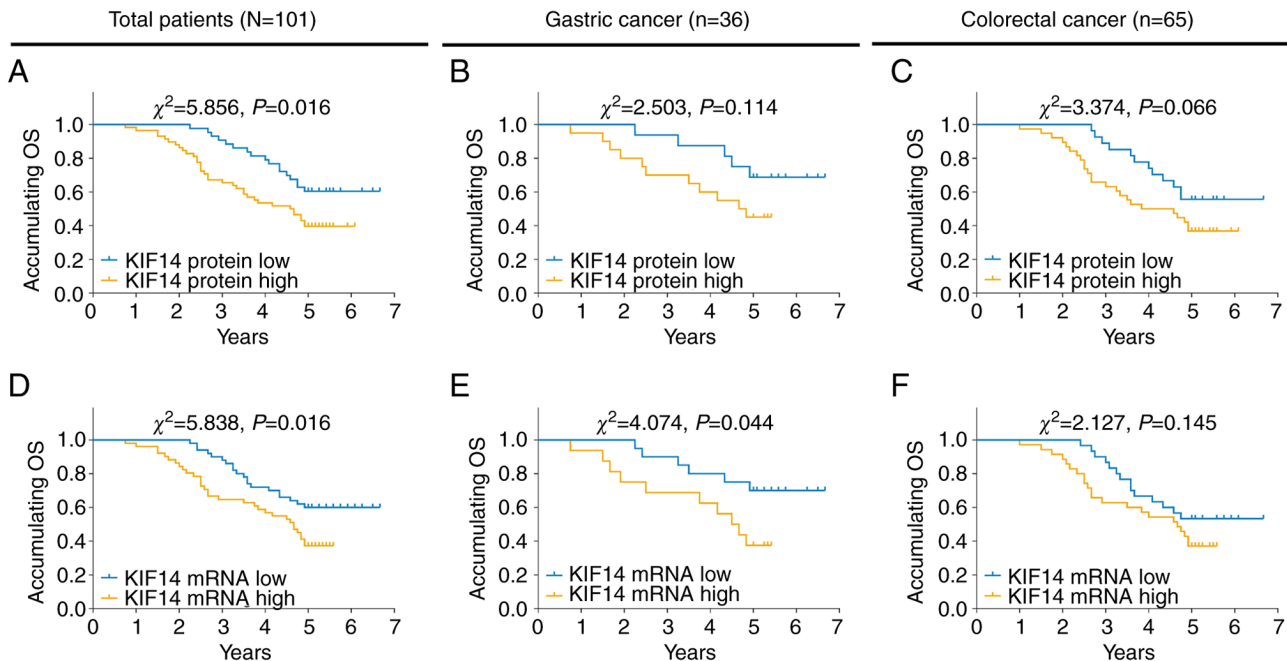 Total patients (N=101)
Gastric cancer (n=36)
Colorectal cancer (n=65)
A
χ2=5.856, P=0.016
Accumulating OS
1.0
0.8
0.6
0.4
0.2
0.0
KIF14 protein low
KIF14 protein high
0 1 2 3 4 5 6 7
Years
B
χ2=2.503, P=0.114
Accumulating OS
1.0
0.8
0.6
0.4
0.2
0.0
KIF14 protein low
KIF14 protein high
0 1 2 3 4 5 6 7
Years
C
χ2=3.374, P=0.066
Accumulating OS
1.0
0.8
0.6
0.4
0.2
0.0
KIF14 protein low
KIF14 protein high
0 1 2 3 4 5 6 7
Years
D
χ2=5.838, P=0.016
Accumulating OS
1.0
0.8
0.6
0.4
0.2
0.0
KIF14 mRNA low
KIF14 mRNA high
0 1 2 3 4 5 6 7
Years
E
χ2=4.074, P=0.044
Accumulating OS
1.0
0.8
0.6
0.4
0.2
0.0
KIF14 mRNA low
KIF14 mRNA high
0 1 2 3 4 5 6 7
Years
F
χ2=2.127, P=0.145
Accumulating OS
1.0
0.8
0.6
0.4
0.2
0.0
KIF14 mRNA low
KIF14 mRNA high
0 1 2 3 4 5 6 7
Years